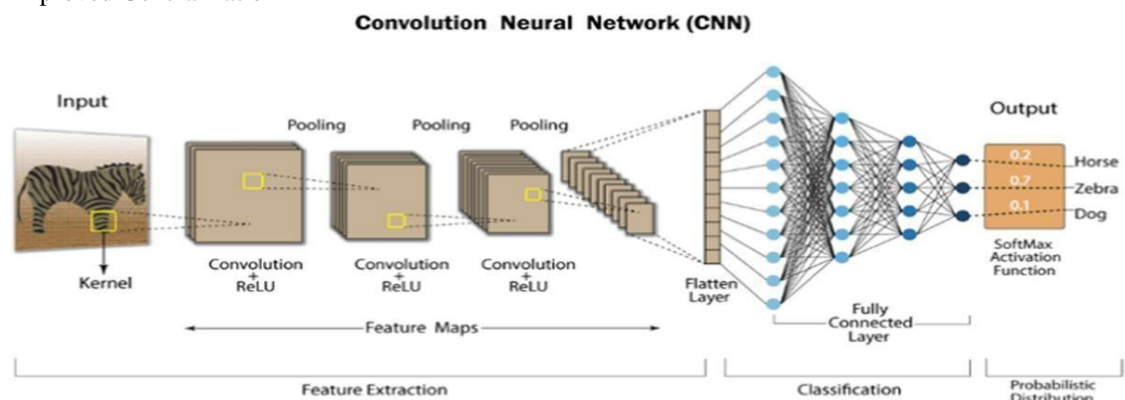 Convolution Neural Network (CNN)
Input
Kernel
Pooling
Pooling
Pooling
Convolution
+
ReLU
Convolution
+
ReLU
Convolution
+
ReLU
Feature Maps
Flatten
Layer
Fully
Connected
Layer
Output
0.2
Horse
0.7
Zebra
0.1
Dog
SoftMax
Activation
Function
Feature Extraction
Classification
Probabilistic
Distribution